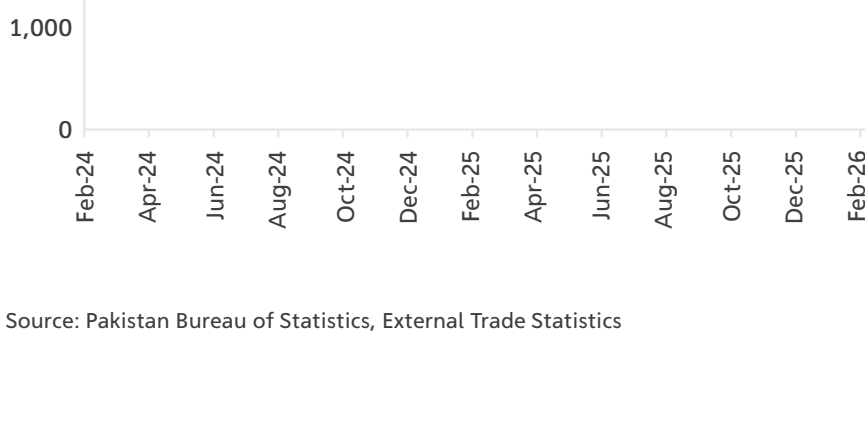 1,000
0
Feb-24
Apr-24
Jun-24
Aug-24
Oct-24
Dec-24
Feb-25
Apr-25
Jun-25
Aug-25
Oct-25
Dec-25
Feb-26
Source: Pakistan Bureau of Statistics, External Trade Statistics